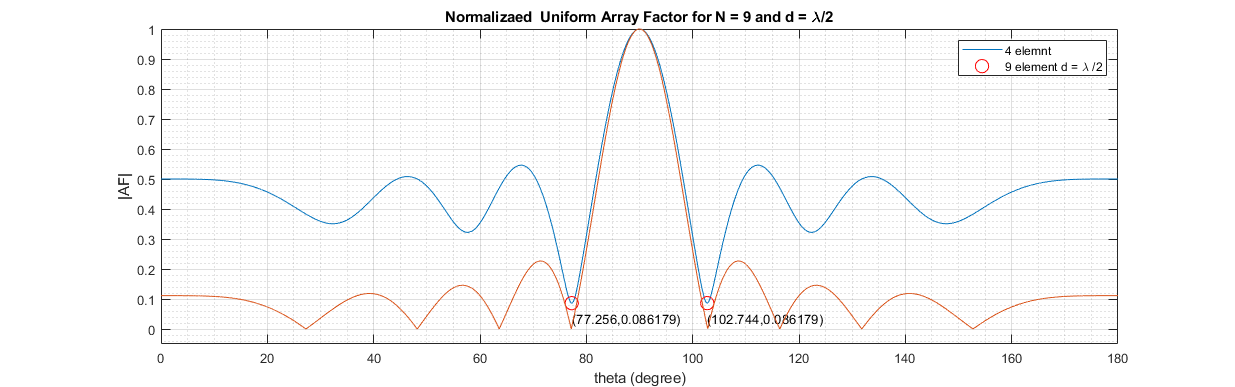 Normalizaed  Uniform Array Factor for N = 9 and d = λ/2
4 elemnt
9 element d = λ /2
|AF|
1
0.9
0.8
0.7
0.6
0.5
0.4
0.3
0.2
0.1
0
(77.256,0.086179)
(102.744,0.086179)
0 20 40 60 80 100 120 140 160 180
theta (degree)